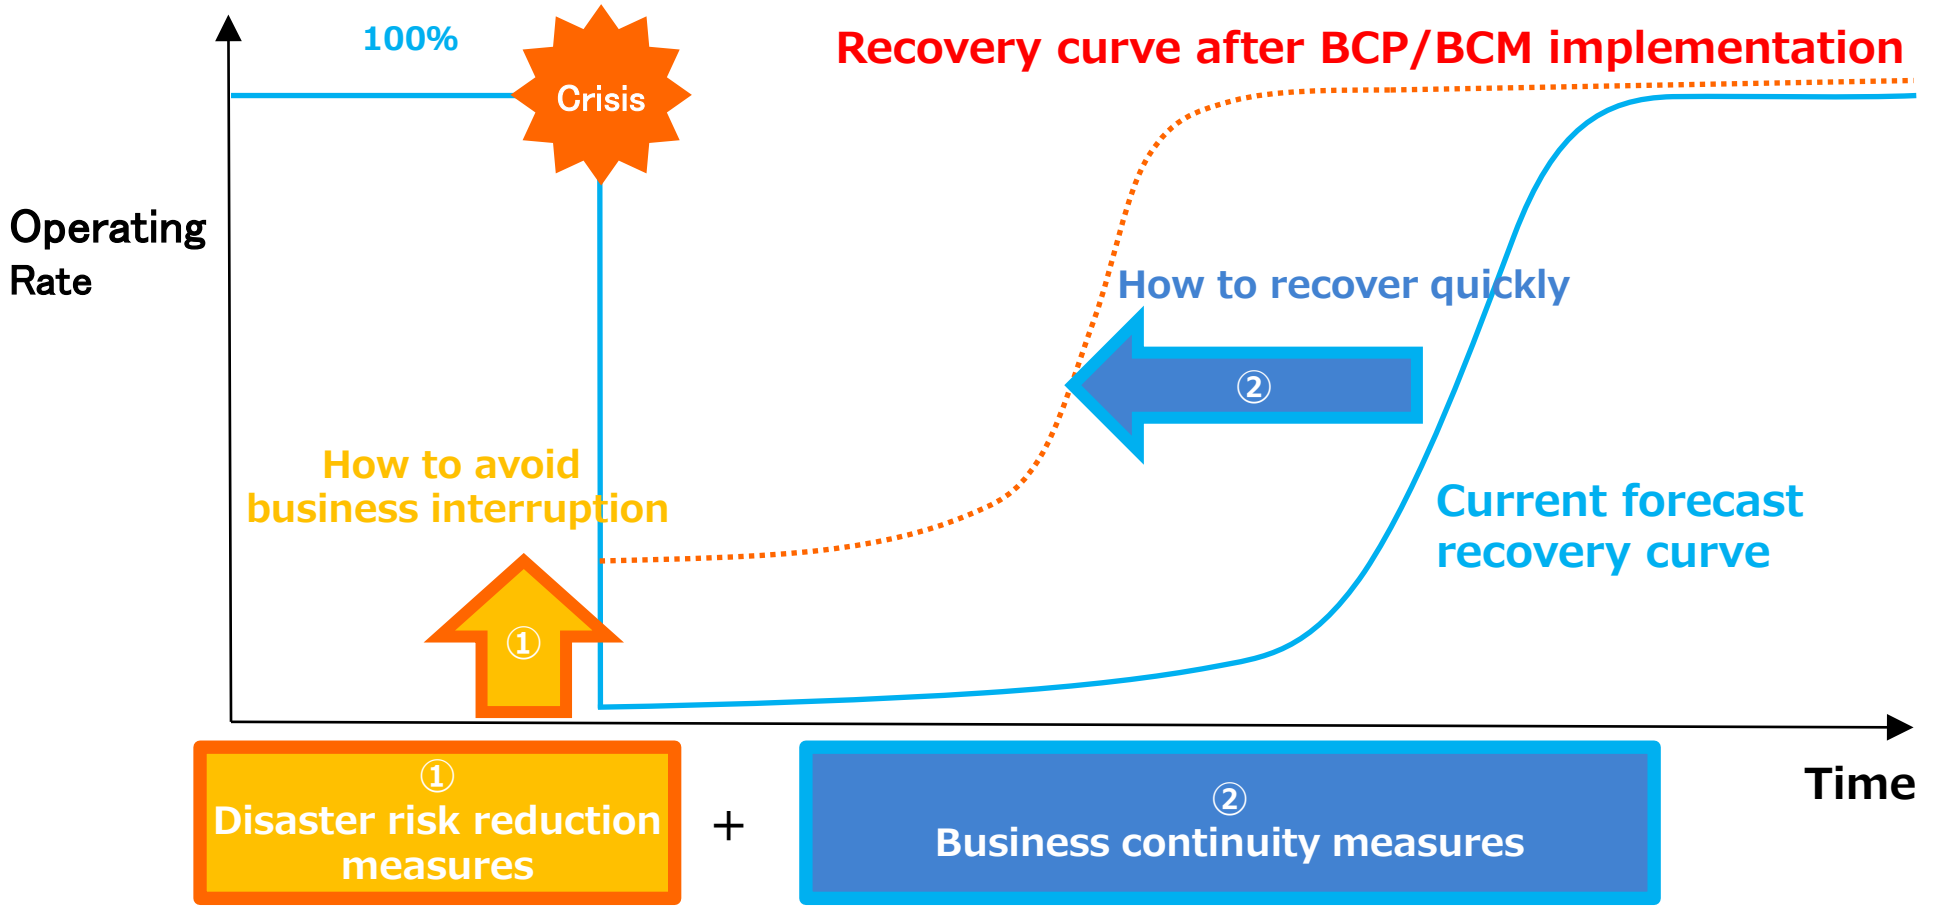 100%
Crisis
Recovery curve after BCP/BCM implementation
Operating
Rate
How to recover quickly
②
How to avoid
business interruption
Current forecast
recovery curve
①
①
Disaster risk reduction
measures
+
②
Business continuity measures
Time